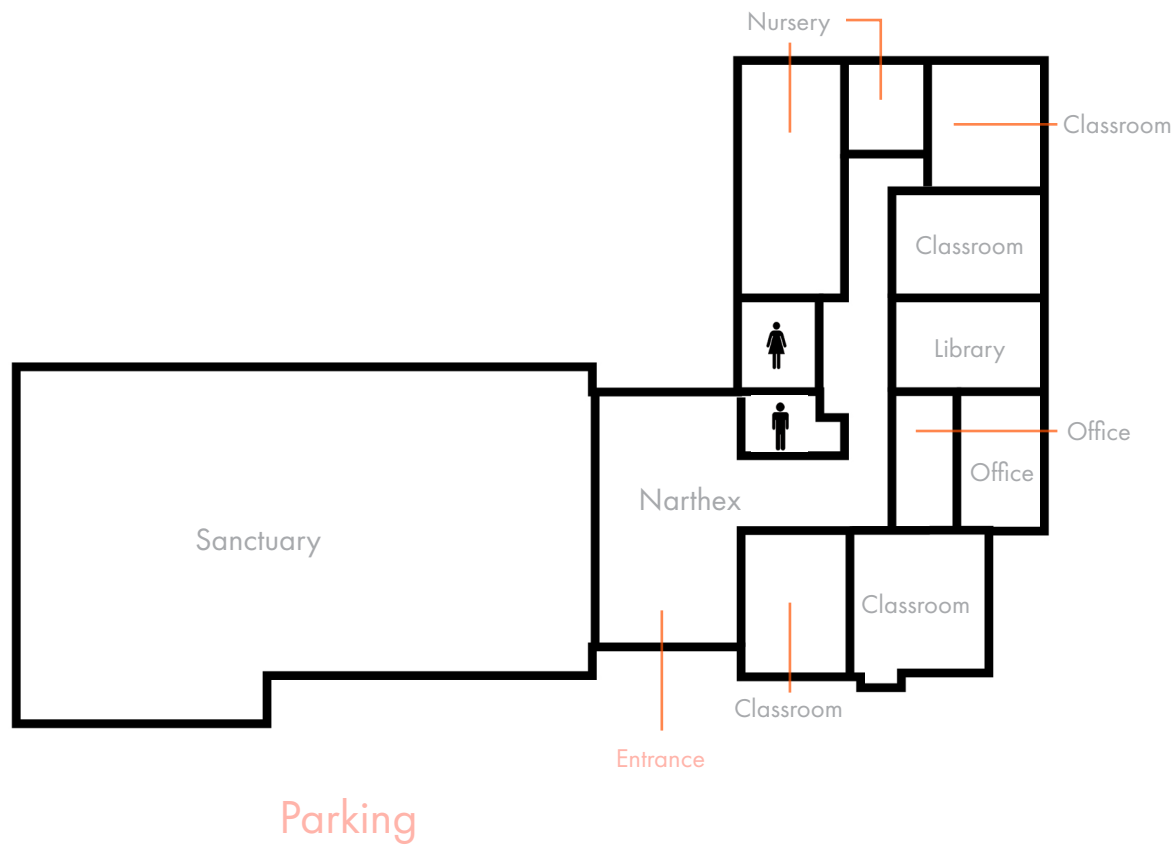 Nursery
Classroom
Classroom
Library
Office
Office
Narthex
Sanctuary
Classroom
Classroom
Entrance
Parking